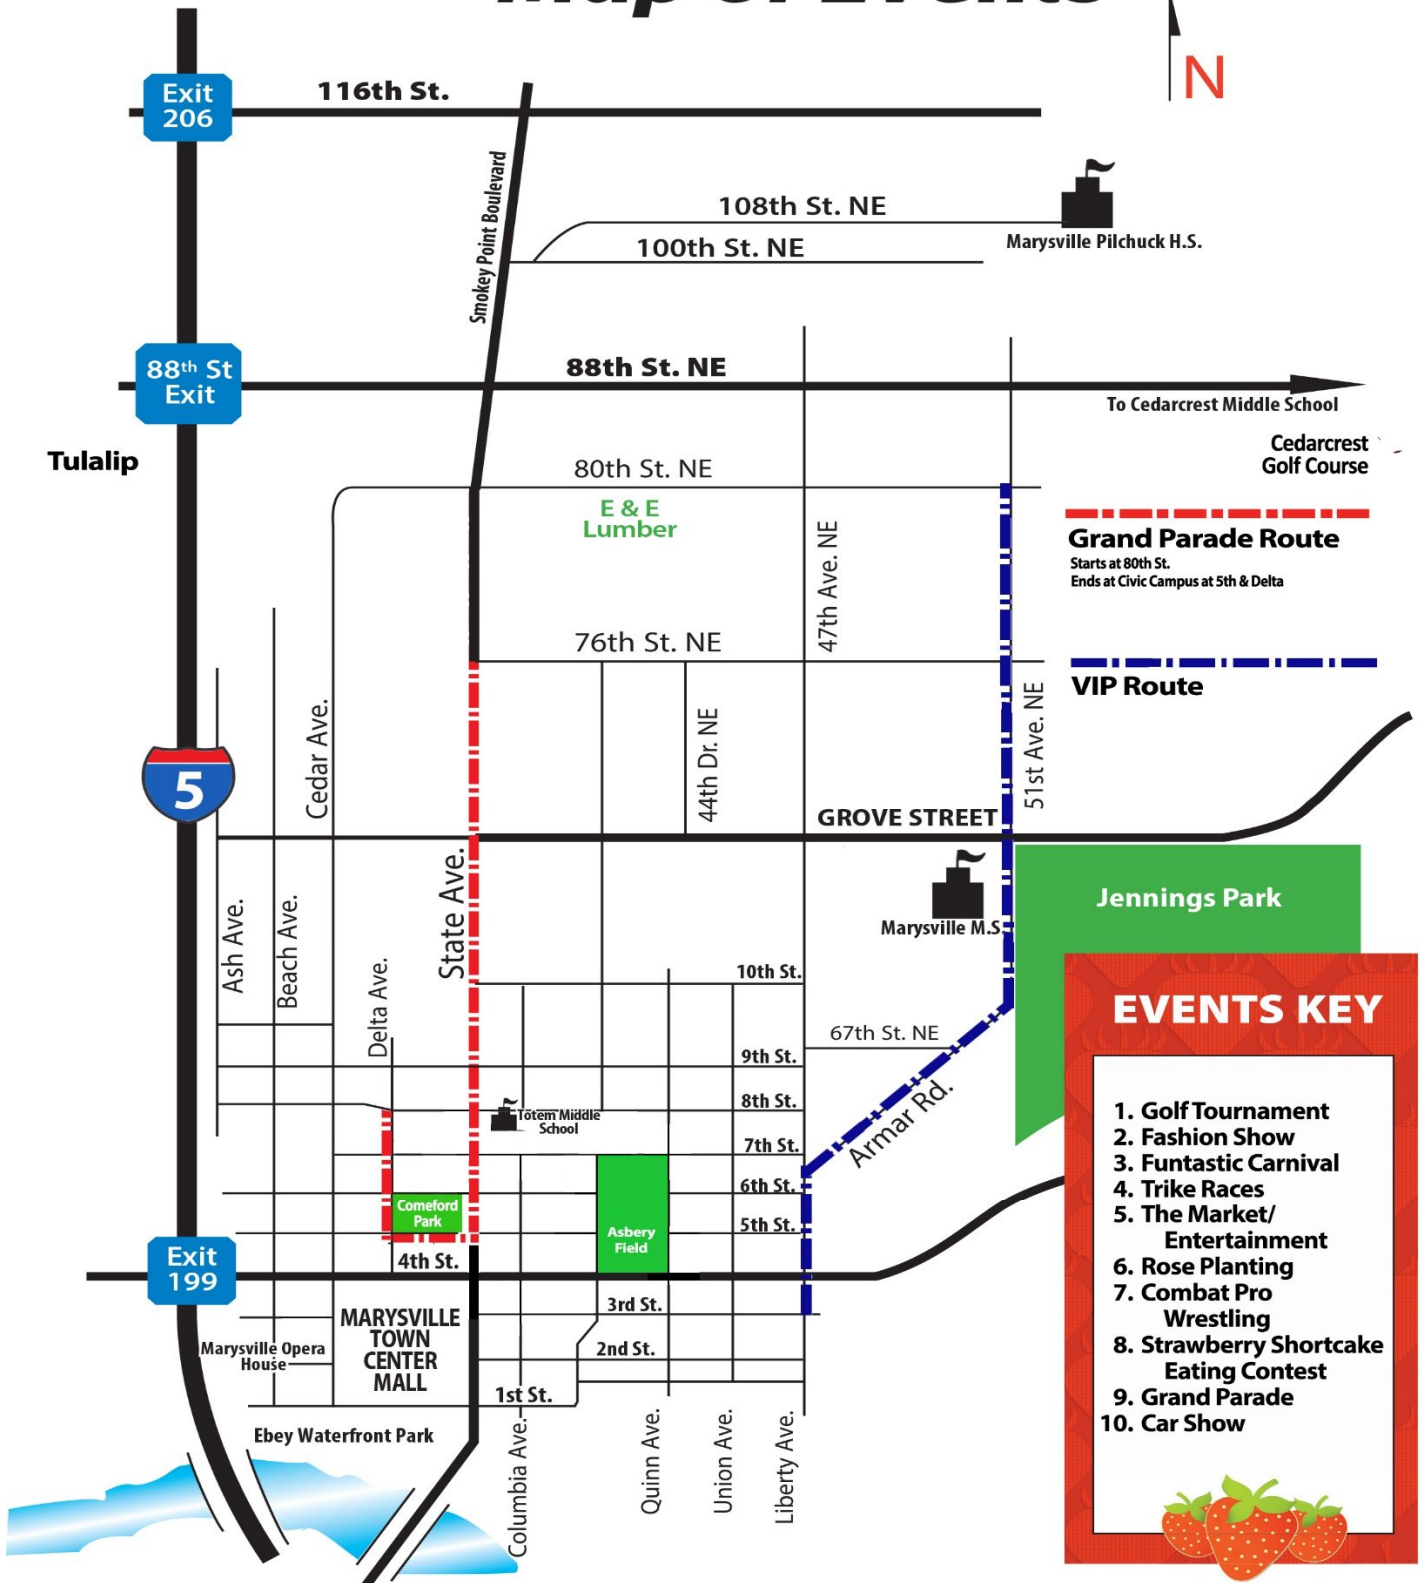 Map of Events
N
Exit
206
116th St.
Smokey Point Boulevard
108th St. NE
100th St. NE
Marysville Pilchuck H.S.
88th St
Exit
88th St. NE
To Cedarcrest Middle School
Tulalip
Cedarcrest
Golf Course
80th St. NE
E & E
Lumber
Grand Parade Route
Starts at 80th St.
Ends at Civic Campus at 5th & Delta
47th Ave. NE
76th St. NE
VIP Route
51st Ave. NE
44th Dr. NE
Cedar Ave.
5
GROVE STREET
State Ave.
Ash Ave.
Beach Ave.
Delta Ave.
Marysville M.S.
Jennings Park
10th St.
67th St. NE
9th St.
8th St.
Totem Middle
School
7th St.
Armar Rd.
6th St.
5th St.
Comeford
Park
Asbery
Field
Exit
199
4th St.
3rd St.
MARYSVILLE
TOWN
CENTER
MALL
Marysville Opera
House
2nd St.
1st St.
Ebey Waterfront Park
Columbia Ave.
Quinn Ave.
Union Ave.
Liberty Ave.
EVENTS KEY
1. Golf Tournament
2. Fashion Show
3. Funtastic Carnival
4. Trike Races
5. The Market/
Entertainment
6. Rose Planting
7. Combat Pro
Wrestling
8. Strawberry Shortcake
Eating Contest
9. Grand Parade
10. Car Show